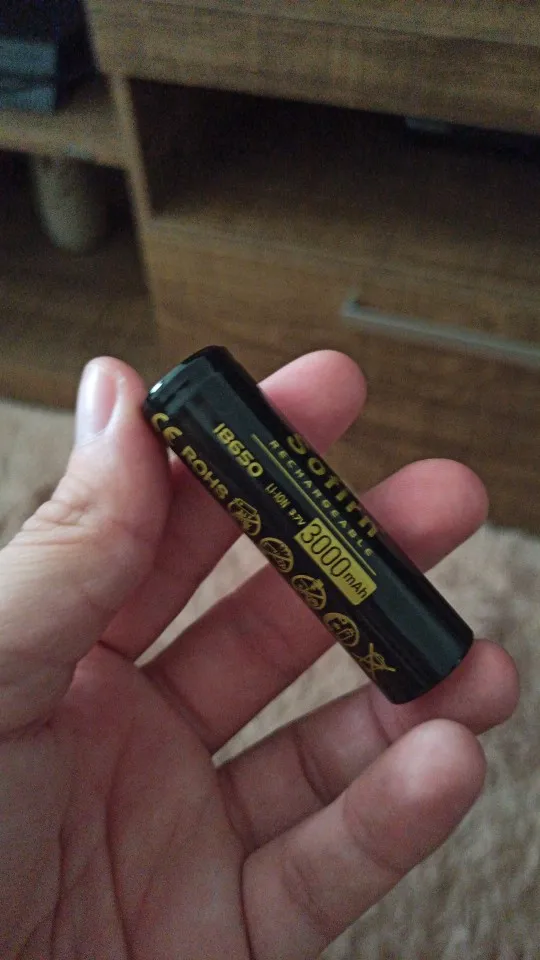 Sofirn
RECHARGEABLE
18650
LI-ION 3.7V
3000mAh
CE ROHS